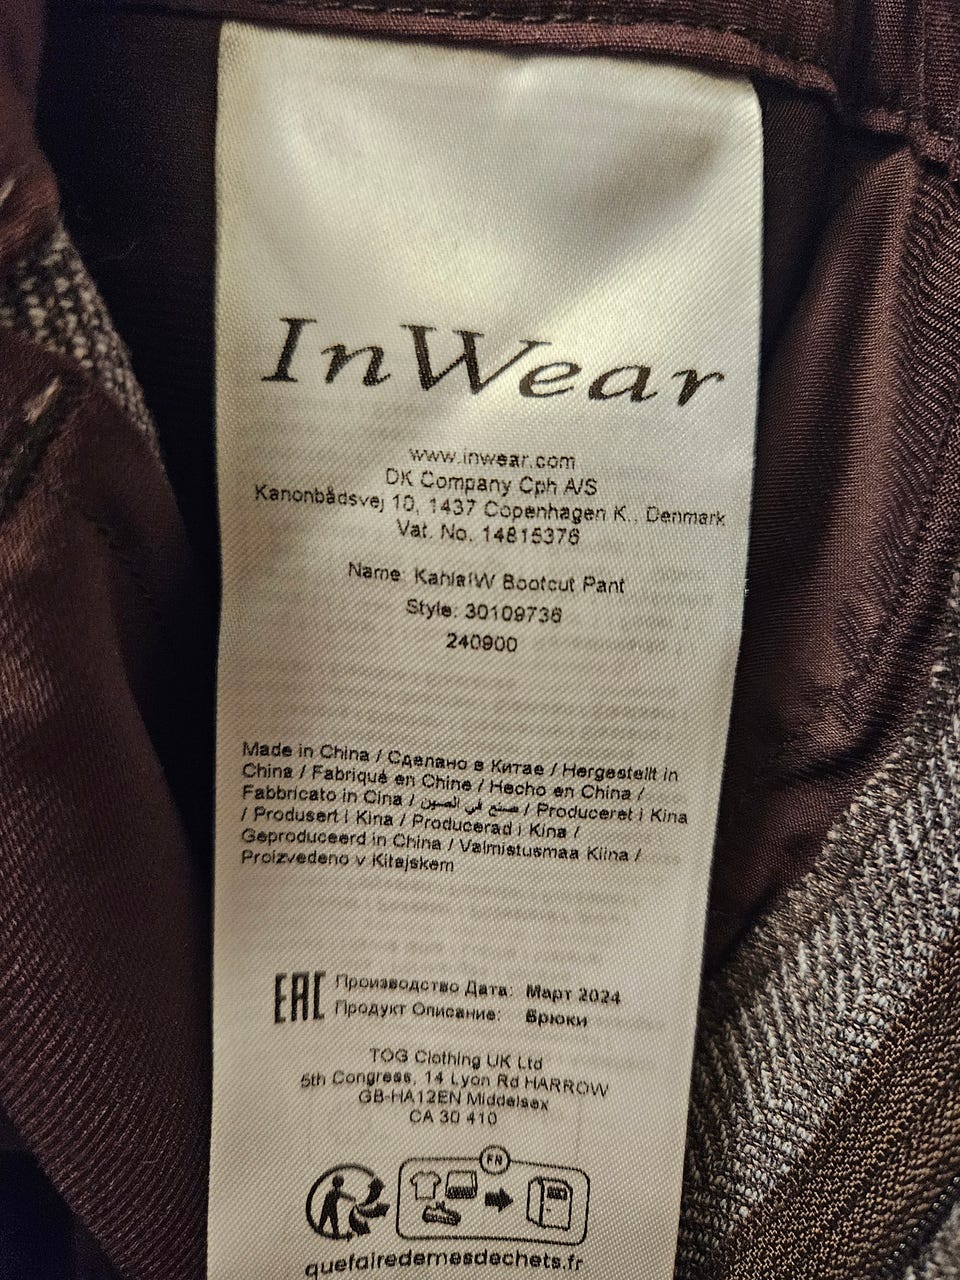 InWear
www.inwear.com
DK Company Cph A/S
Kanonbådsvej 10, 1437 Copenhagen K., Denmark
Vat. No. 14815376
Name: KahlaIW Bootcut Pant
Style: 30109736
240900
Made in China / Сделано в Китае / Hergestellt in
China / Fabriqué en Chine / Hecho en China /
Fabbricato in Cina / صنع في الصين / Produceret i Kina
/ Produsert i Kina / Producerad i Kina /
Geproduceerd in China / Valmistusmaa Kiina /
Proizvedeno v Kitajskem
EAC Производство Дата: Март 2024
Продукт Описание: Брюки
TOG Clothing UK Ltd
5th Congress, 14 Lyon Rd HARROW
GB-HA12EN Middelsex
CA 30 410
FR
quefairedemesdechets.fr